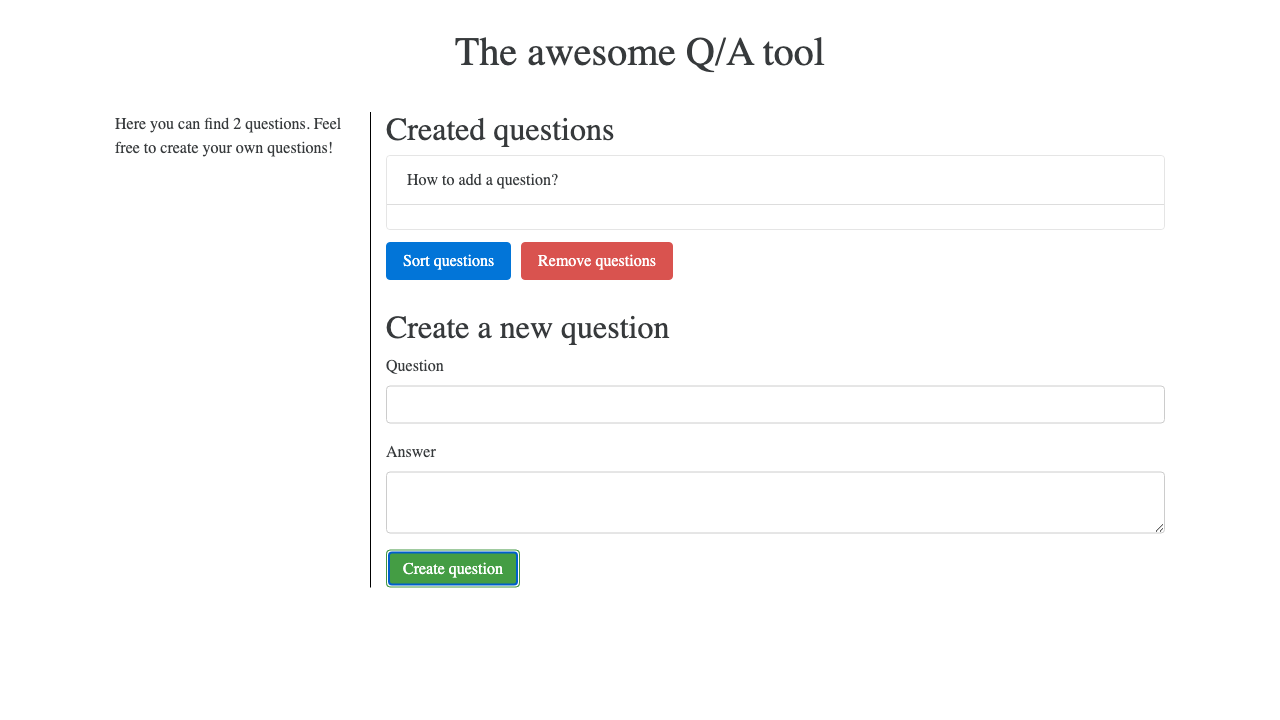 The awesome Q/A tool
Here you can find 2 questions. Feel
free to create your own questions!
Created questions
How to add a question?
Sort questions
Remove questions
Create a new question
Question
Answer
Create question